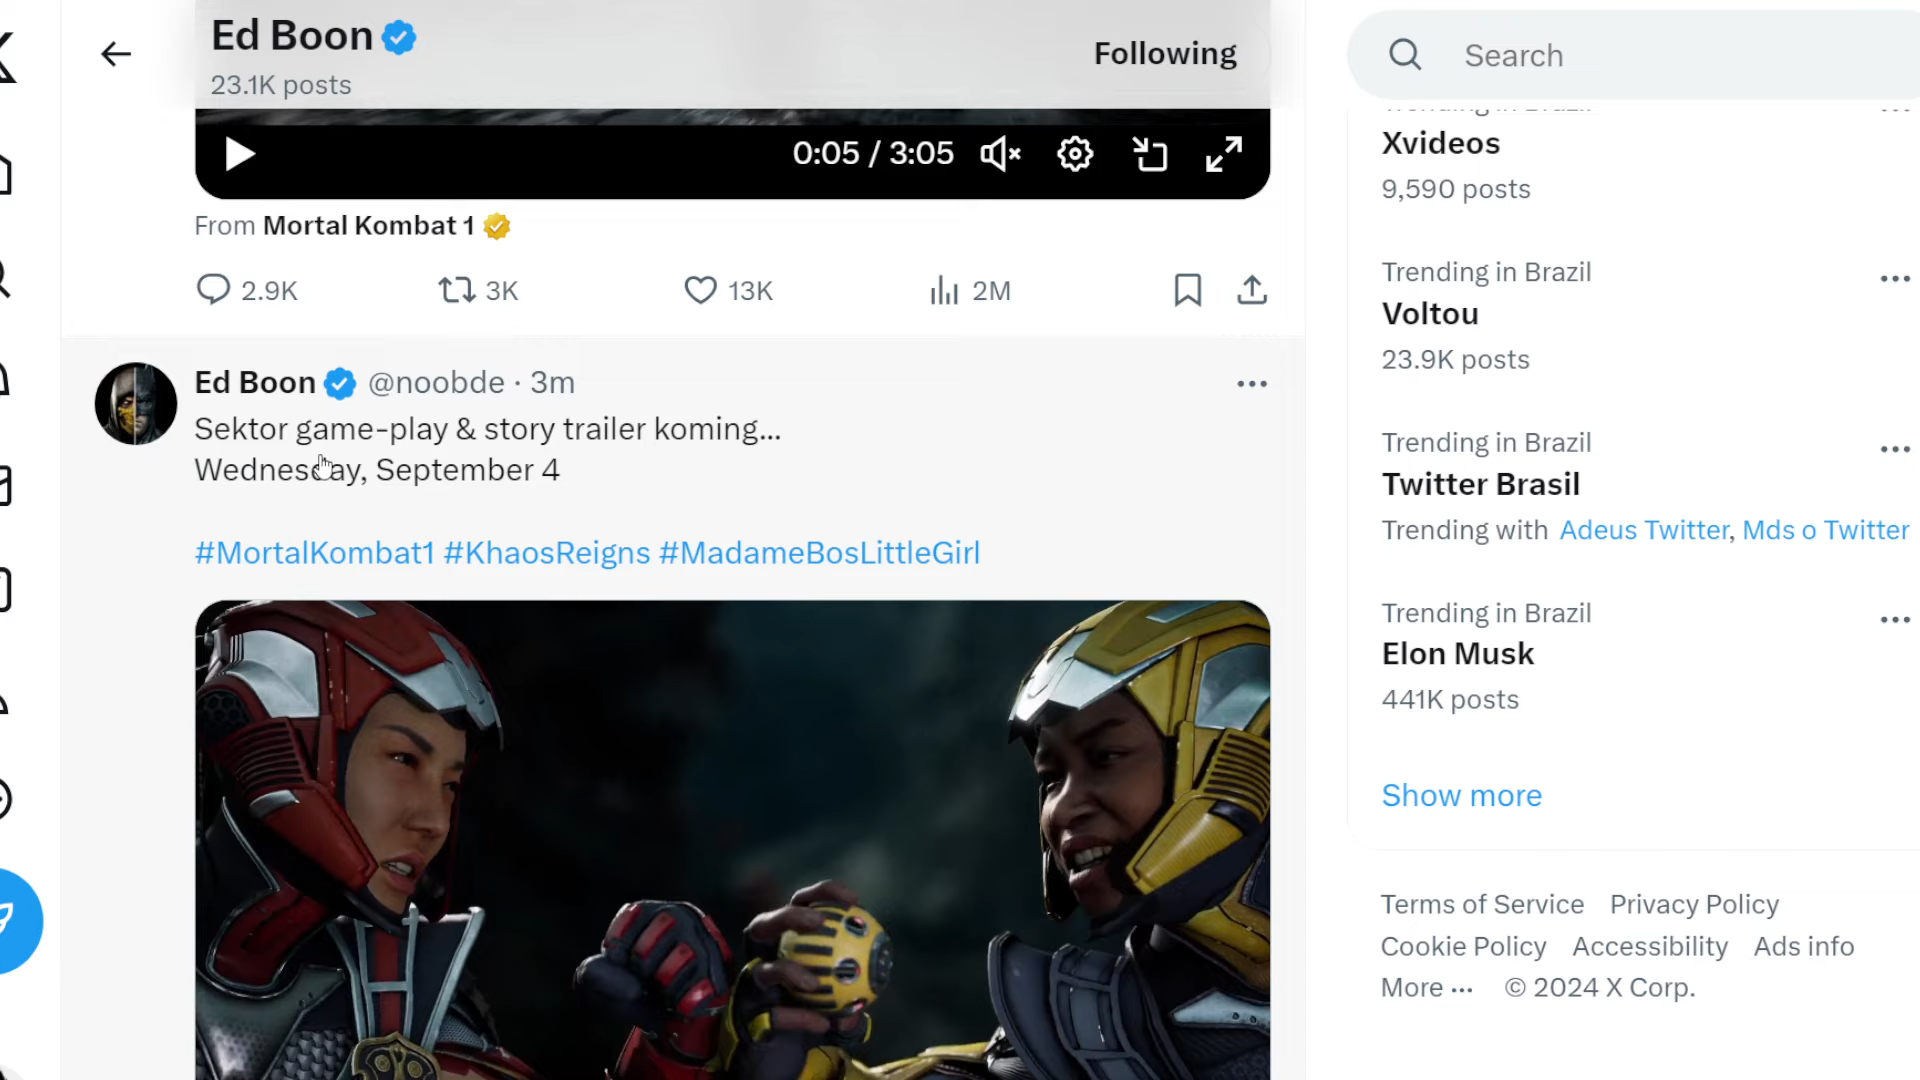 Ed Boon
23.1K posts
Following
Search
0:05 / 3:05
From Mortal Kombat 1
2.9K
3K
13K
2M
Ed Boon @noobde · 3m
Sektor game-play & story trailer koming...
Wednesday, September 4
#MortalKombat1 #KhaosReigns #MadameBosLittleGirl
Xvideos
9,590 posts
Trending in Brazil
Voltou
23.9K posts
Trending in Brazil
Twitter Brasil
Trending with Adeus Twitter, Mds o Twitter
Trending in Brazil
Elon Musk
441K posts
Show more
Terms of Service Privacy Policy
Cookie Policy Accessibility Ads info
More ··· © 2024 X Corp.